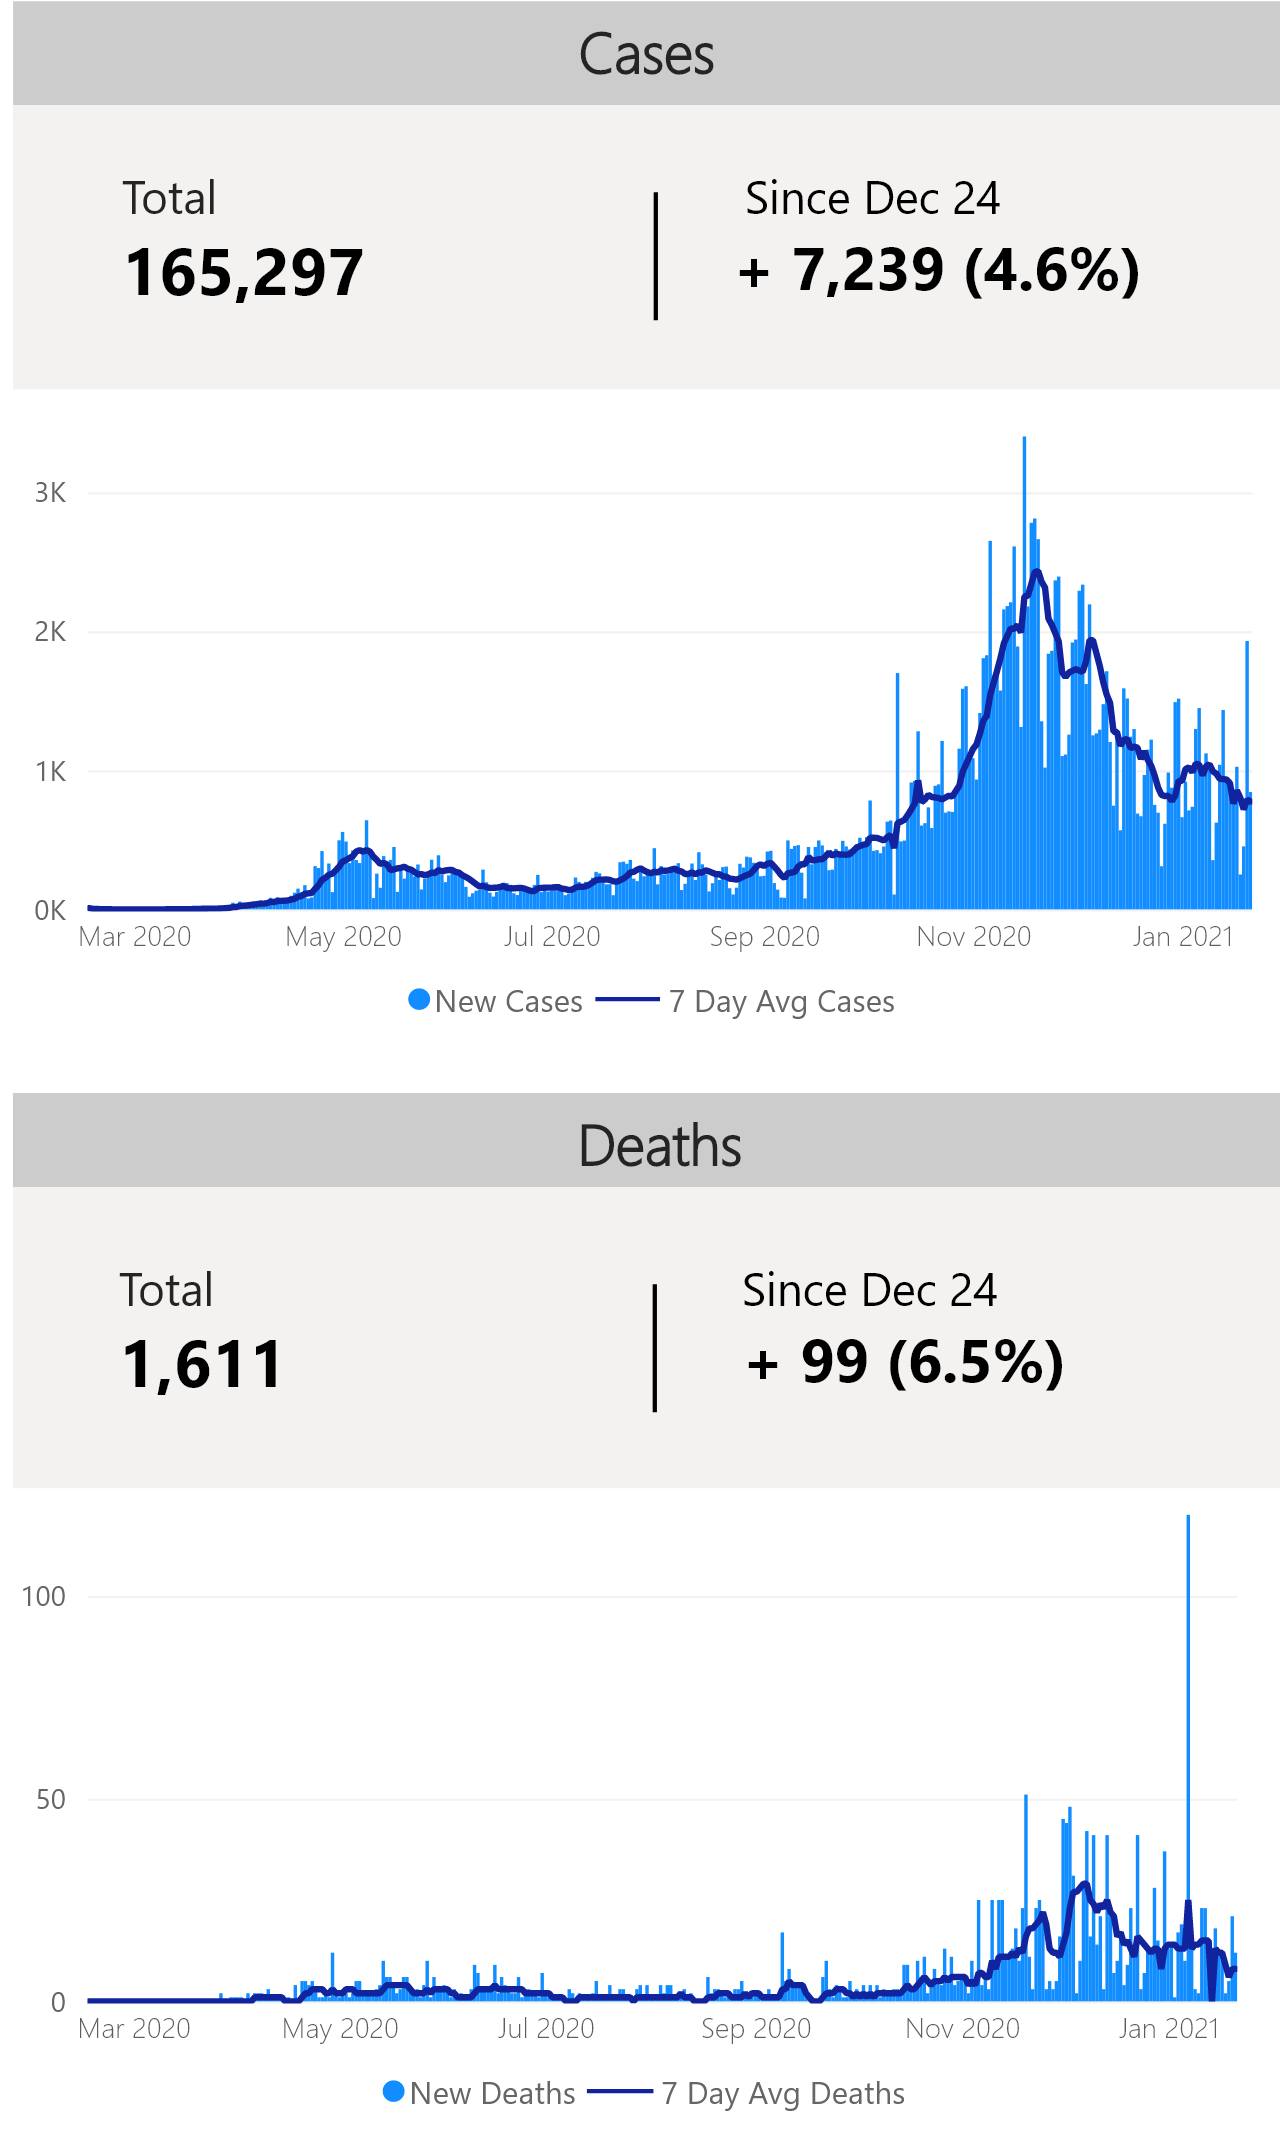 Cases
Total
Since Dec 24
165,297
+ 7,239 (4.6%)
3K
2K
1K
0K
Mar 2020 May 2020 Jul 2020 Sep 2020 Nov 2020 Jan 2021
New Cases 7 Day Avg Cases
Deaths
Total
Since Dec 24
1,611
+ 99 (6.5%)
100
50
0
Mar 2020 May 2020 Jul 2020 Sep 2020 Nov 2020 Jan 2021
New Deaths 7 Day Avg Deaths